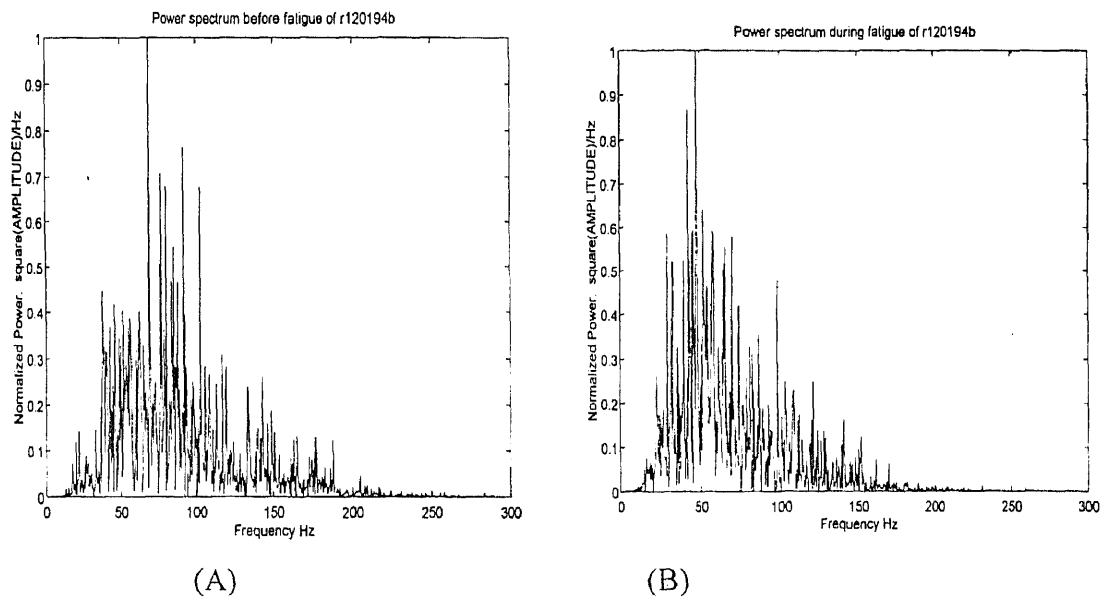 Power spectrum before fatigue of r120194b
Normalized Power. square(AMPLITUDE)/Hz
1
0.9
0.8
0.7
0.6
0.5
0.4
0.3
0.2
0.1
0
0 50 100 150 200 250 300
Frequency Hz
(A)
Power spectrum during fatigue of r120194b
Normalized Power. square(AMPLITUDE)/Hz
1
0.9
0.8
0.7
0.6
0.5
0.4
0.3
0.2
0.1
0
0 50 100 150 200 250 300
Frequency Hz
(B)